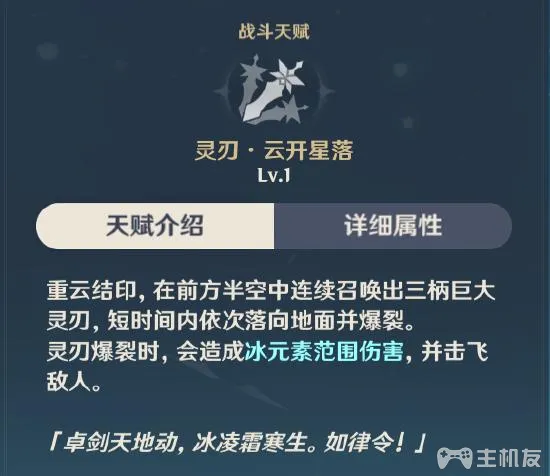 战斗天赋
灵刃·云开星落
Lv.1
天赋介绍
详细属性
重云结印，在前方半空中连续召唤出三柄巨大
灵刃，短时间内依次落向地面并爆裂。
灵刃爆裂时，会造成冰元素范围伤害，并击飞
敌人。
「卓剑天地动，冰凌霜寒生。如律令！」
主机友